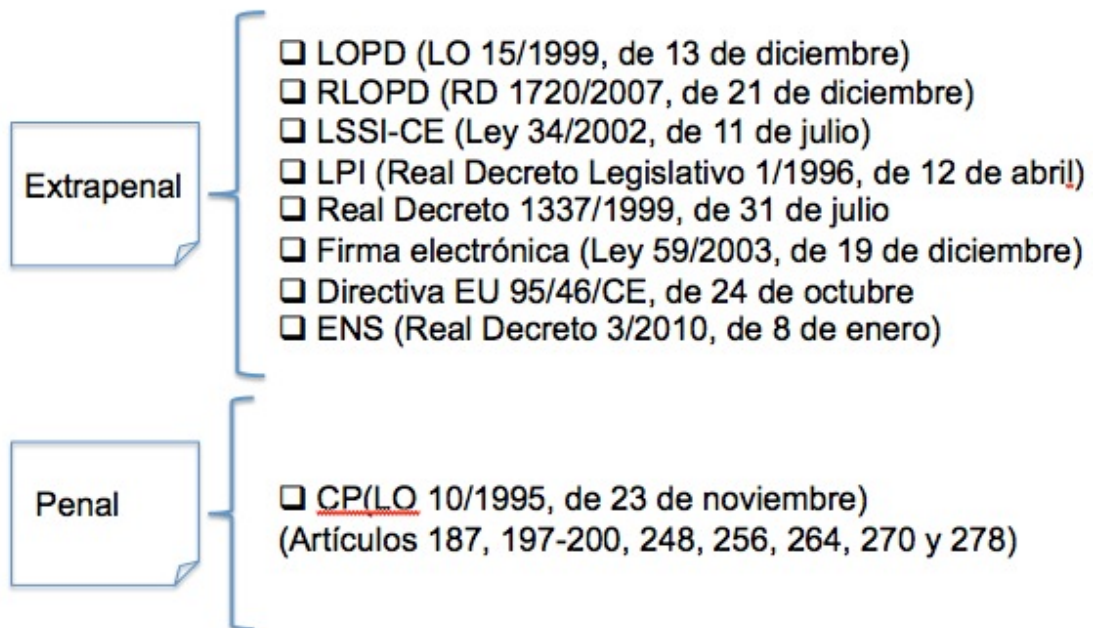 Extrapenal
❑ LOPD (LO 15/1999, de 13 de diciembre)
❑ RLOPD (RD 1720/2007, de 21 de diciembre)
❑ LSSI-CE (Ley 34/2002, de 11 de julio)
❑ LPI (Real Decreto Legislativo 1/1996, de 12 de abril)
❑ Real Decreto 1337/1999, de 31 de julio
❑ Firma electrónica (Ley 59/2003, de 19 de diciembre)
❑ Directiva EU 95/46/CE, de 24 de octubre
❑ ENS (Real Decreto 3/2010, de 8 de enero)
Penal
❑ CP(LO 10/1995, de 23 de noviembre)
(Artículos 187, 197-200, 248, 256, 264, 270 y 278)